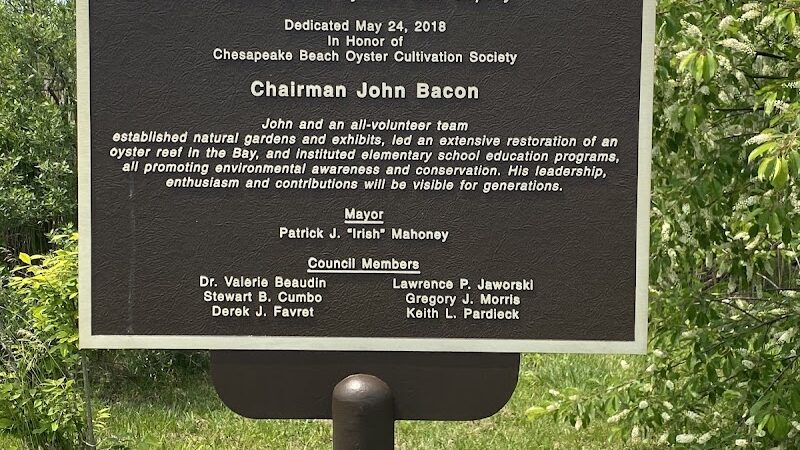 Dedicated May 24, 2018
In Honor of
Chesapeake Beach Oyster Cultivation Society
Chairman John Bacon
John and an all-volunteer team
established natural gardens and exhibits, led an extensive restoration of an
oyster reef in the Bay, and instituted elementary school education programs,
all promoting environmental awareness and conservation. His leadership,
enthusiasm and contributions will be visible for generations.
Mayor
Patrick J. "Irish" Mahoney
Council Members
Dr. Valerie Beaudin Lawrence P. Jaworski
Stewart B. Cumbo Gregory J. Morris
Derek J. Favret Keith L. Pardieck